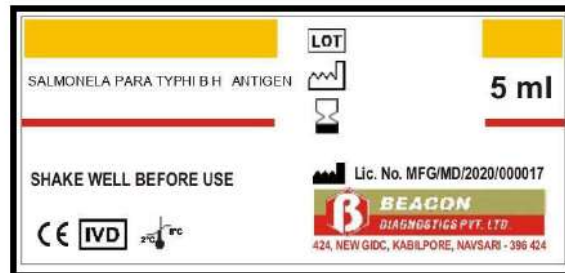 LOT
SALMONELA PARA TYPHI B H ANTIGEN
5 ml
SHAKE WELL BEFORE USE
Lic. No. MFG/MD/2020/000017
CE IVD 2°C 8°C
BEACON
DIAGNOSTICS PVT. LTD.
424, NEW GIDC, KABILPORE, NAVSARI - 396 424